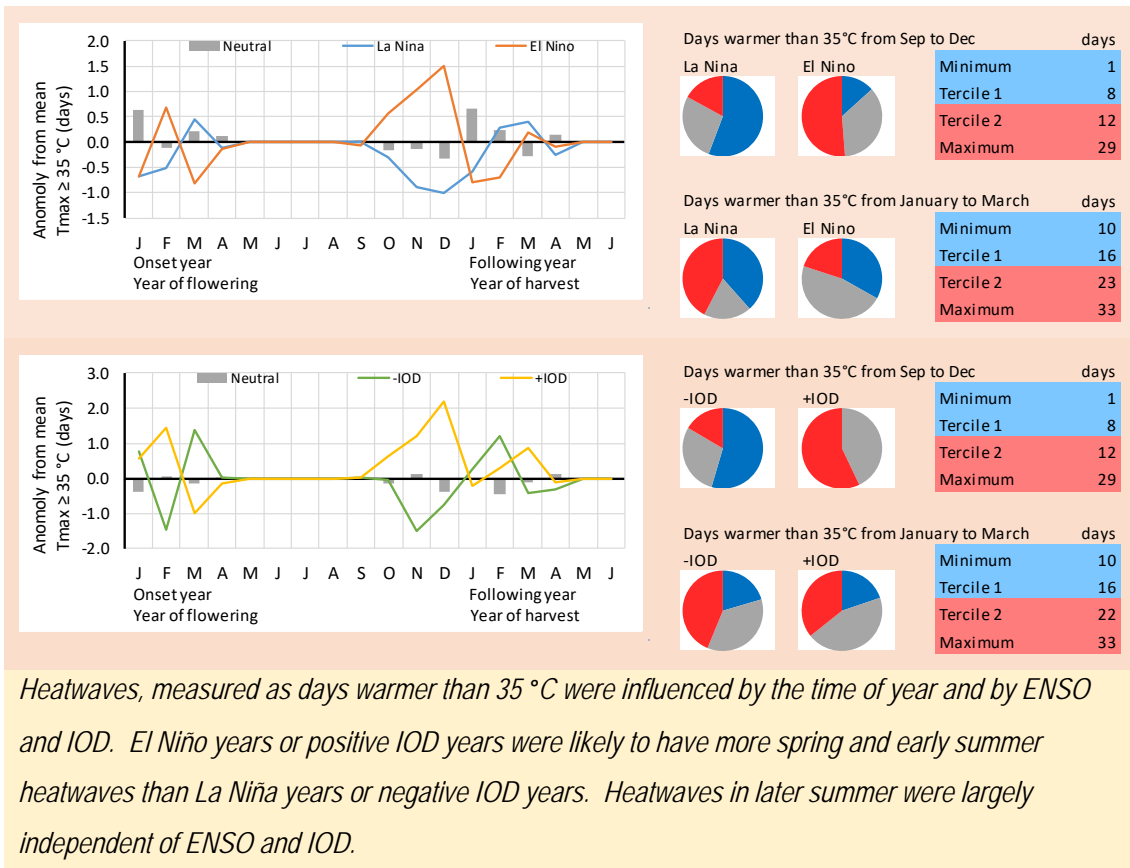 Neutral La Nina El Nino
2.0
1.5
1.0
0.5
0.0
-0.5
-1.0
-1.5
Anomoly from mean
Tmax ≥ 35 °C (days)
J F M A M J J A S O N D J F M A M J
Onset year Following year
Year of flowering Year of harvest
Days warmer than 35°C from Sep to Dec days
La Nina El Nino
Minimum 1
Tercile 1 8
Tercile 2 12
Maximum 29
Days warmer than 35°C from January to March days
La Nina El Nino
Minimum 10
Tercile 1 16
Tercile 2 23
Maximum 33
Neutral -IOD +IOD
3.0
2.0
1.0
0.0
-1.0
-2.0
Anomoly from mean
Tmax ≥ 35 °C (days)
J F M A M J J A S O N D J F M A M J
Onset year Following year
Year of flowering Year of harvest
Days warmer than 35°C from Sep to Dec days
-IOD +IOD
Minimum 1
Tercile 1 8
Tercile 2 12
Maximum 29
Days warmer than 35°C from January to March days
-IOD +IOD
Minimum 10
Tercile 1 16
Tercile 2 22
Maximum 33
Heatwaves, measured as days warmer than 35 °C were influenced by the time of year and by ENSO
and IOD. El Niño years or positive IOD years were likely to have more spring and early summer
heatwaves than La Niña years or negative IOD years. Heatwaves in later summer were largely
independent of ENSO and IOD.